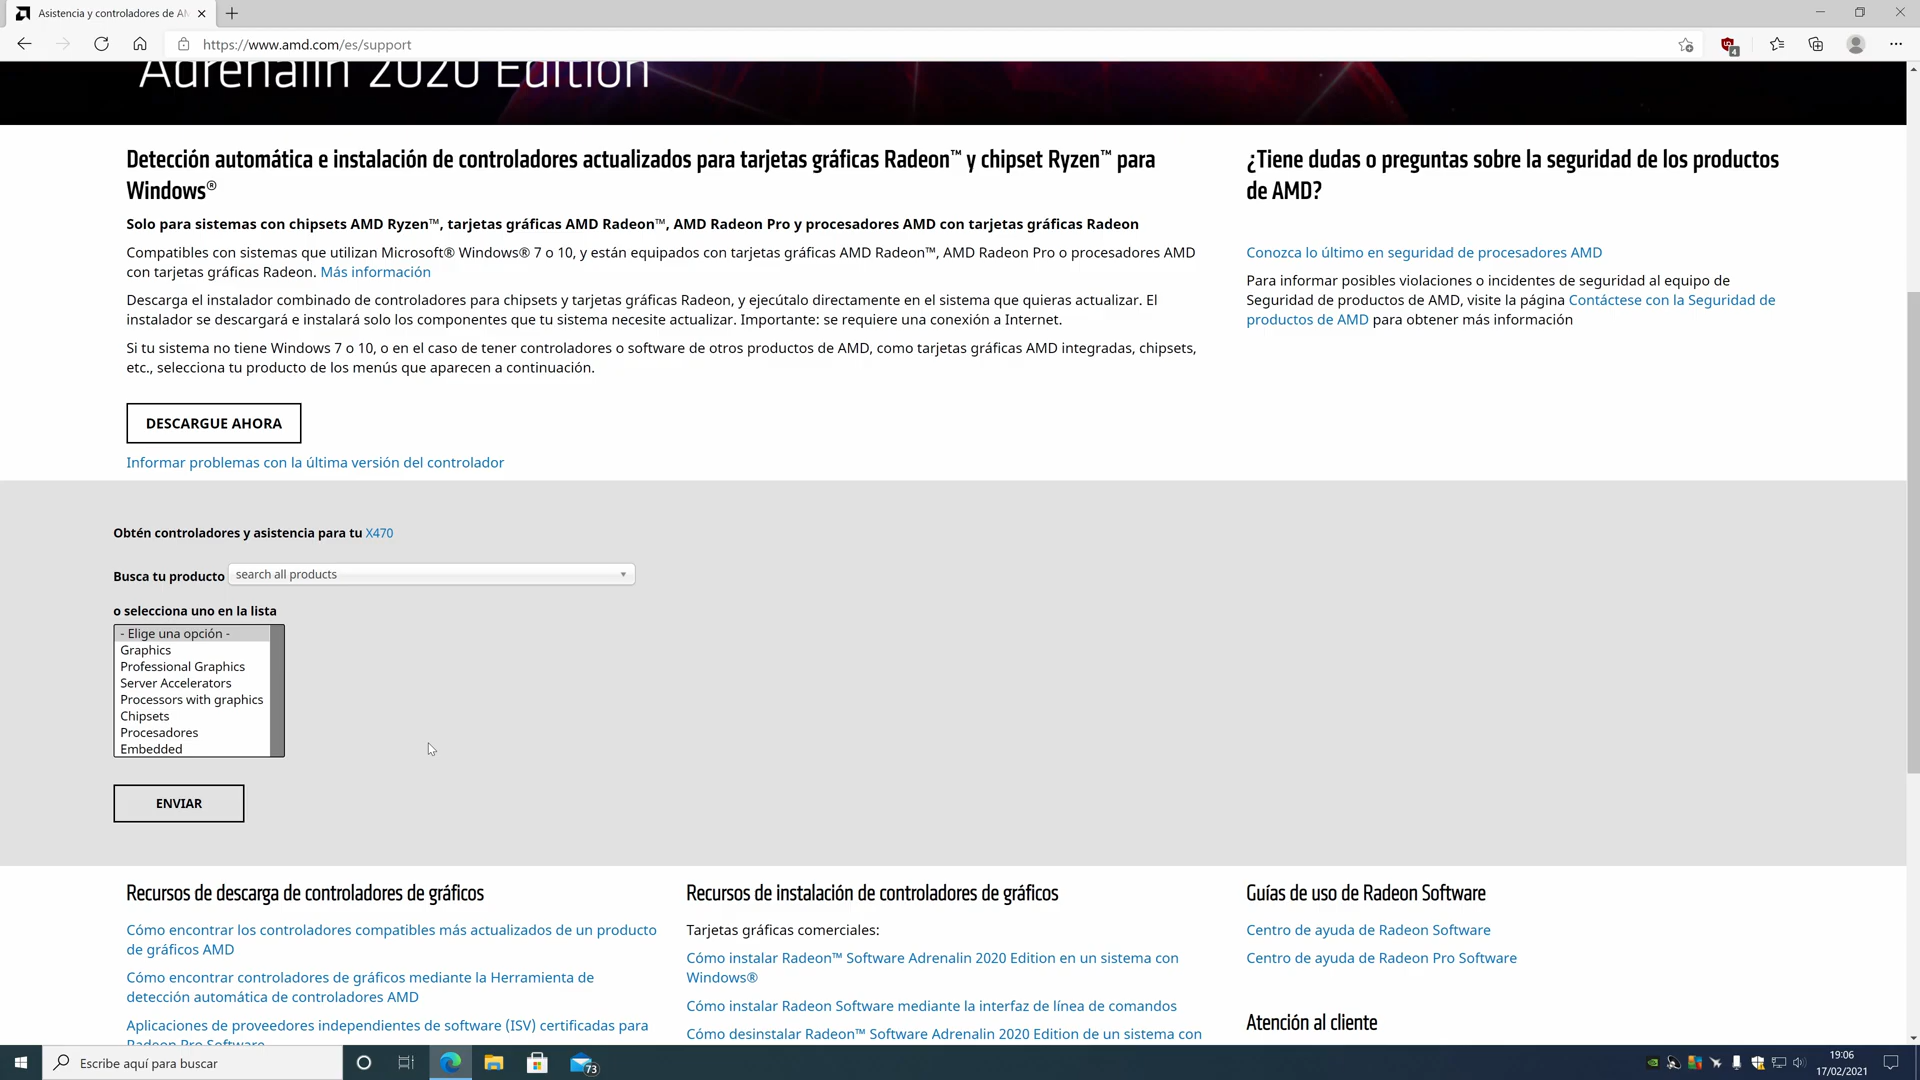 Asistencia y controladores de AM
https://www.amd.com/es/support
4
Adrenalin 2020 Edition
Detección automática e instalación de controladores actualizados para tarjetas gráficas Radeon™ y chipset Ryzen™ para
Windows®
Solo para sistemas con chipsets AMD Ryzen™, tarjetas gráficas AMD Radeon™, AMD Radeon Pro y procesadores AMD con tarjetas gráficas Radeon
Compatibles con sistemas que utilizan Microsoft® Windows® 7 o 10, y están equipados con tarjetas gráficas AMD Radeon™, AMD Radeon Pro o procesadores AMD
con tarjetas gráficas Radeon. Más información
Descarga el instalador combinado de controladores para chipsets y tarjetas gráficas Radeon, y ejecútalo directamente en el sistema que quieras actualizar. El
instalador se descargará e instalará solo los componentes que tu sistema necesite actualizar. Importante: se requiere una conexión a Internet.
Si tu sistema no tiene Windows 7 o 10, o en el caso de tener controladores o software de otros productos de AMD, como tarjetas gráficas AMD integradas, chipsets,
etc., selecciona tu producto de los menús que aparecen a continuación.
DESCARGUE AHORA
Informar problemas con la última versión del controlador
¿Tiene dudas o preguntas sobre la seguridad de los productos
de AMD?
Conozca lo último en seguridad de procesadores AMD
Para informar posibles violaciones o incidentes de seguridad al equipo de
Seguridad de productos de AMD, visite la página Contáctese con la Seguridad de
productos de AMD para obtener más información
Obtén controladores y asistencia para tu X470
Busca tu producto search all products
o selecciona uno en la lista
- Elige una opción -
Graphics
Professional Graphics
Server Accelerators
Processors with graphics
Chipsets
Procesadores
Embedded
ENVIAR
Recursos de descarga de controladores de gráficos
Cómo encontrar los controladores compatibles más actualizados de un producto
de gráficos AMD
Cómo encontrar controladores de gráficos mediante la Herramienta de
detección automática de controladores AMD
Aplicaciones de proveedores independientes de software (ISV) certificadas para
Radeon Pro Software
Recursos de instalación de controladores de gráficos
Tarjetas gráficas comerciales:
Cómo instalar Radeon™ Software Adrenalin 2020 Edition en un sistema con
Windows®
Cómo instalar Radeon Software mediante la interfaz de línea de comandos
Cómo desinstalar Radeon™ Software Adrenalin 2020 Edition de un sistema con
Guías de uso de Radeon Software
Centro de ayuda de Radeon Software
Centro de ayuda de Radeon Pro Software
Atención al cliente
Escribe aquí para buscar
73
19:06
17/02/2021